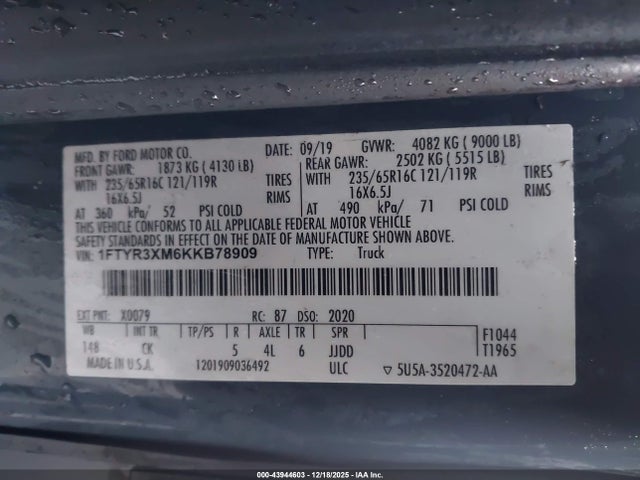 MFD. BY FORD MOTOR CO. DATE: 09/19 GVWR: 4082 KG ( 9000 LB)
FRONT GAWR: 1873 KG ( 4130 LB) REAR GAWR: 2502 KG ( 5515 LB)
WITH 235/65R16C 121/119R TIRES WITH 235/65R16C 121/119R TIRES
16X6.5J RIMS 16X6.5J RIMS
AT 360 kPa/ 52 PSI COLD AT 490 kPa/ 71 PSI COLD
THIS VEHICLE CONFORMS TO ALL APPLICABLE FEDERAL MOTOR VEHICLE
SAFETY STANDARDS IN EFFECT ON THE DATE OF MANUFACTURE SHOWN ABOVE.
VIN: 1FTYR3XM6KKB78909 TYPE: Truck
EXT PNT: X0079 RC: 87 DSO: 2020
WB INT TR TP/PS R AXLE TR SPR F1044
148 CK 5 4L 6 JJDD T1965
MADE IN U.S.A. 1201909036492 ULC ▽ 5U5A-3520472-AA
000-43944603 - 12/18/2025 - IAA Corp.